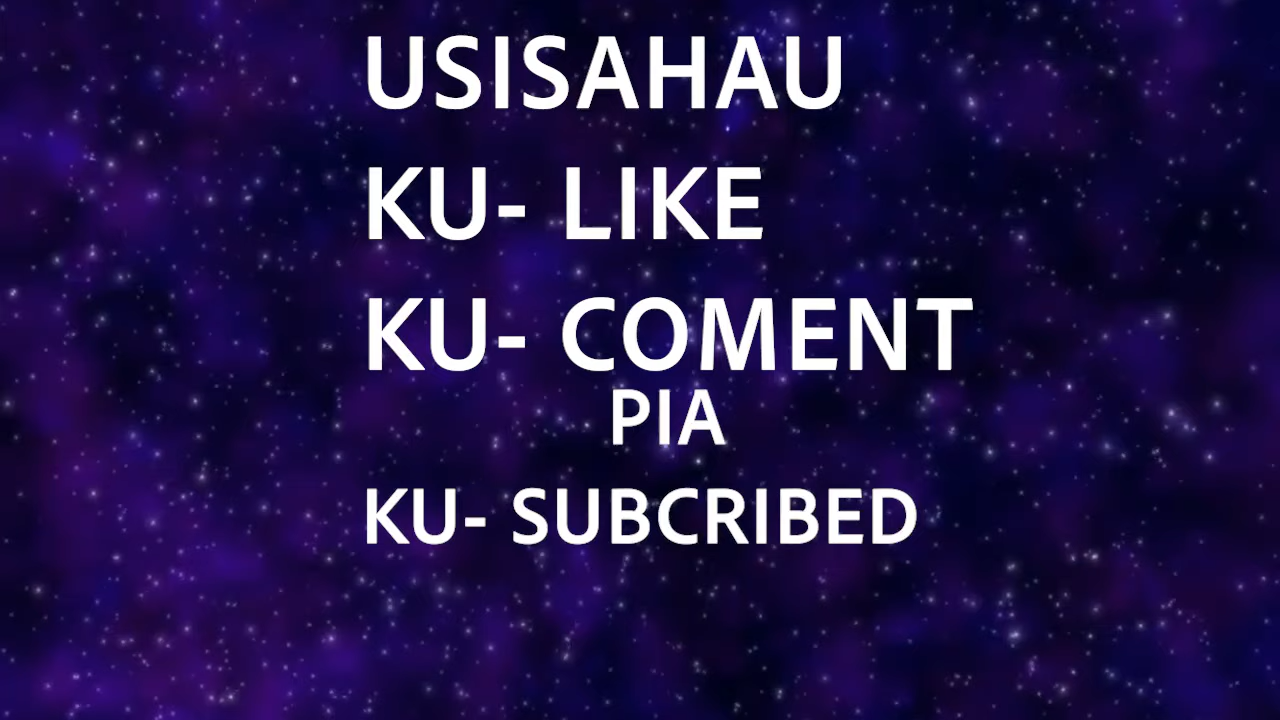 USISAHAU
KU- LIKE
KU- COMENT
PIA
KU- SUBCRIBED